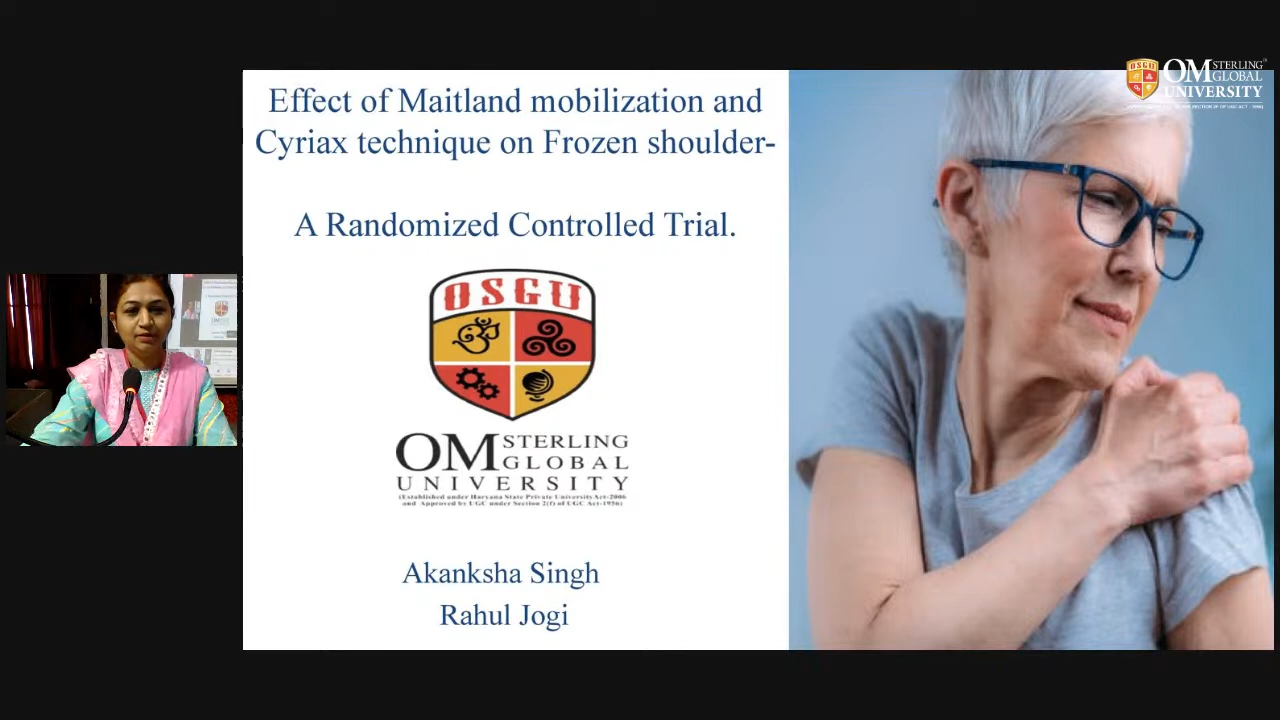 Effect of Maitland mobilization and
Cyriax technique on Frozen shoulder-
A Randomized Controlled Trial.
OSGU
OM STERLING
GLOBAL
UNIVERSITY
(Established under Haryana State Private University Act-2006
and Approved by UGC under Section 2(f) of UGC Act-1956)
Akanksha Singh
Rahul Jogi
OSGU
OM STERLING
GLOBAL
UNIVERSITY